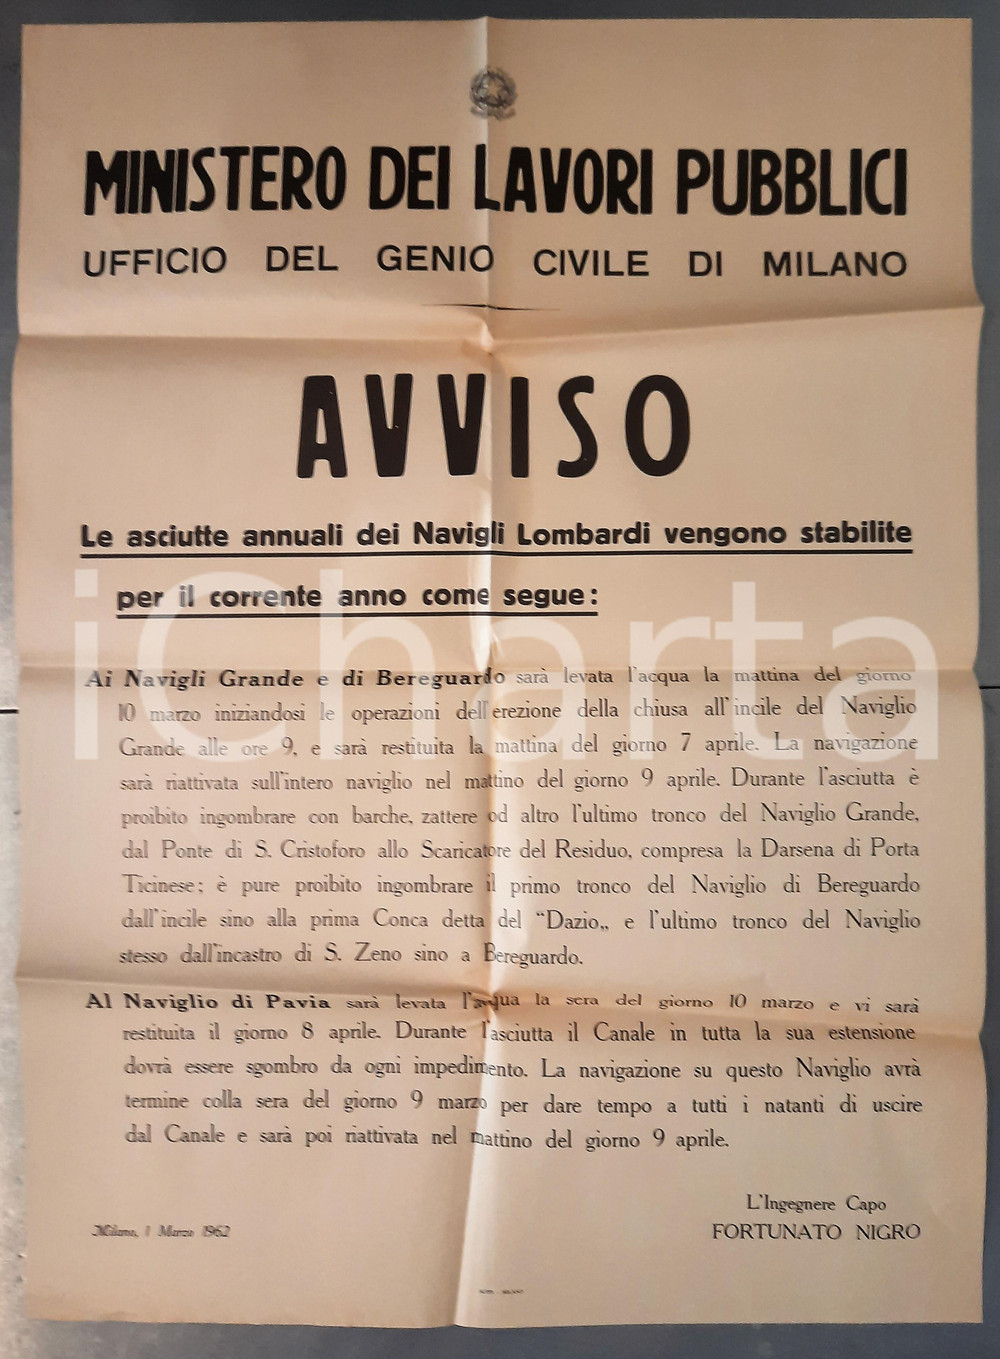 MINISTERO DEI LAVORI PUBBLICI
UFFICIO DEL GENIO CIVILE DI MILANO
AVVISO
Le asciutte annuali dei Navigli Lombardi vengono stabilite
per il corrente anno come segue:
Ai Navigli Grande e di Bereguardo sarà levata l'acqua la mattina del giorno
10 marzo iniziandosi le operazioni dell'erezione della chiusa all'incile del Naviglio
Grande alle ore 9, e sarà restituita la mattina del giorno 7 aprile. La navigazione
sarà riattivata sull'intero naviglio nel mattino del giorno 9 aprile. Durante l'asciutta è
proibito ingombrare con barche, zattere od altro l'ultimo tronco del Naviglio Grande,
dal Ponte di S. Cristoforo allo Scaricatore del Residuo, compresa la Darsena di Porta
Ticinese; è pure proibito ingombrare il primo tronco del Naviglio di Bereguardo
dall'incile sino alla prima Conca detta del “Dazio„ e l'ultimo tronco del Naviglio
stesso dall'incastro di S. Zeno sino a Bereguardo.
Al Naviglio di Pavia sarà levata l'acqua la sera del giorno 10 marzo e vi sarà
restituita il giorno 8 aprile. Durante l'asciutta il Canale in tutta la sua estensione
dovrà essere sgombro da ogni impedimento. La navigazione su questo Naviglio avrà
termine colla sera del giorno 9 marzo per dare tempo a tutti i natanti di uscire
dal Canale e sarà poi riattivata nel mattino del giorno 9 aprile.
L'Ingegnere Capo
Milano, 1 Marzo 1962
FORTUNATO NIGRO
iCharta